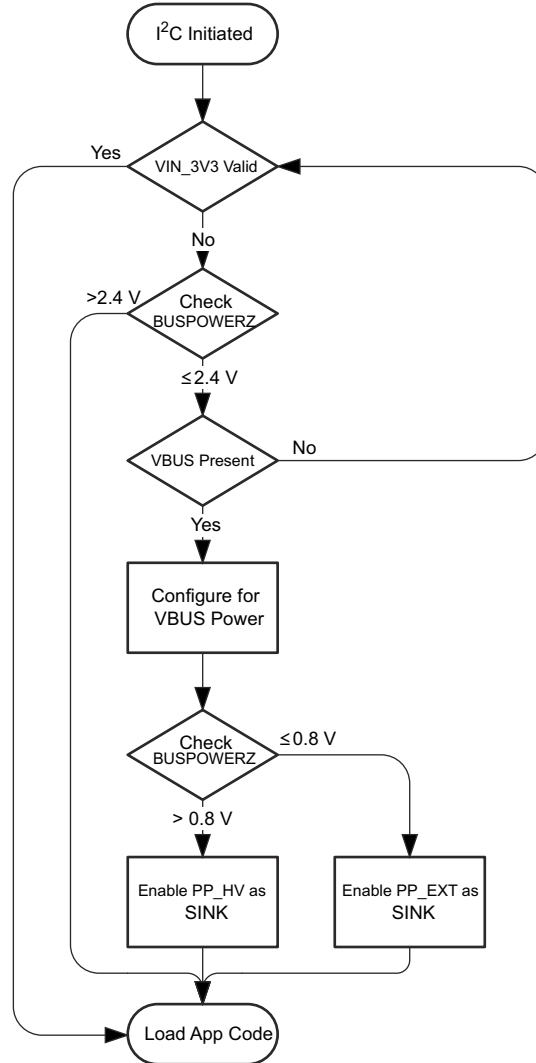 I²C Initiated
Yes
VIN_3V3 Valid
No
>2.4 V
Check
BUSPOWERZ
≤2.4 V
VBUS Present
No
Yes
Configure for
VBUS Power
Check
BUSPOWERZ
≤0.8 V
> 0.8 V
Enable PP_HV as
SINK
Enable PP_EXT as
SINK
Load App Code